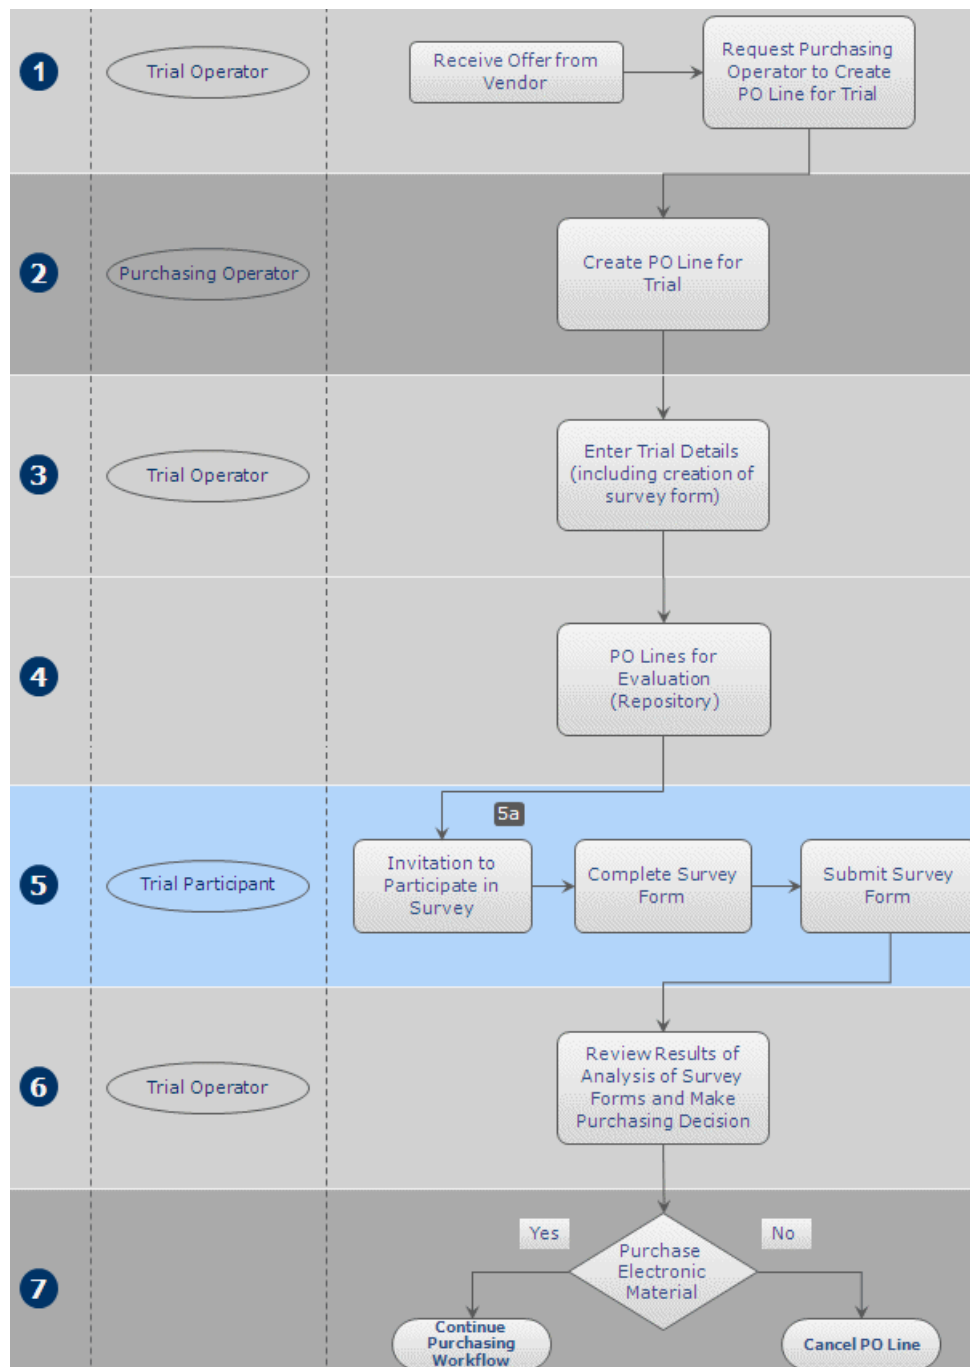 1
Trial Operator
Receive Offer from
Vendor
Request Purchasing
Operator to Create
PO Line for Trial
2
Purchasing Operator
Create PO Line for
Trial
3
Trial Operator
Enter Trial Details
(including creation of
survey form)
4
PO Lines for
Evaluation
(Repository)
5a
5
Trial Participant
Invitation to
Participate in
Survey
Complete Survey
Form
Submit Survey
Form
6
Trial Operator
Review Results of
Analysis of Survey
Forms and Make
Purchasing Decision
7
Yes
No
Purchase
Electronic
Material
Continue
Purchasing
Workflow
Cancel PO Line